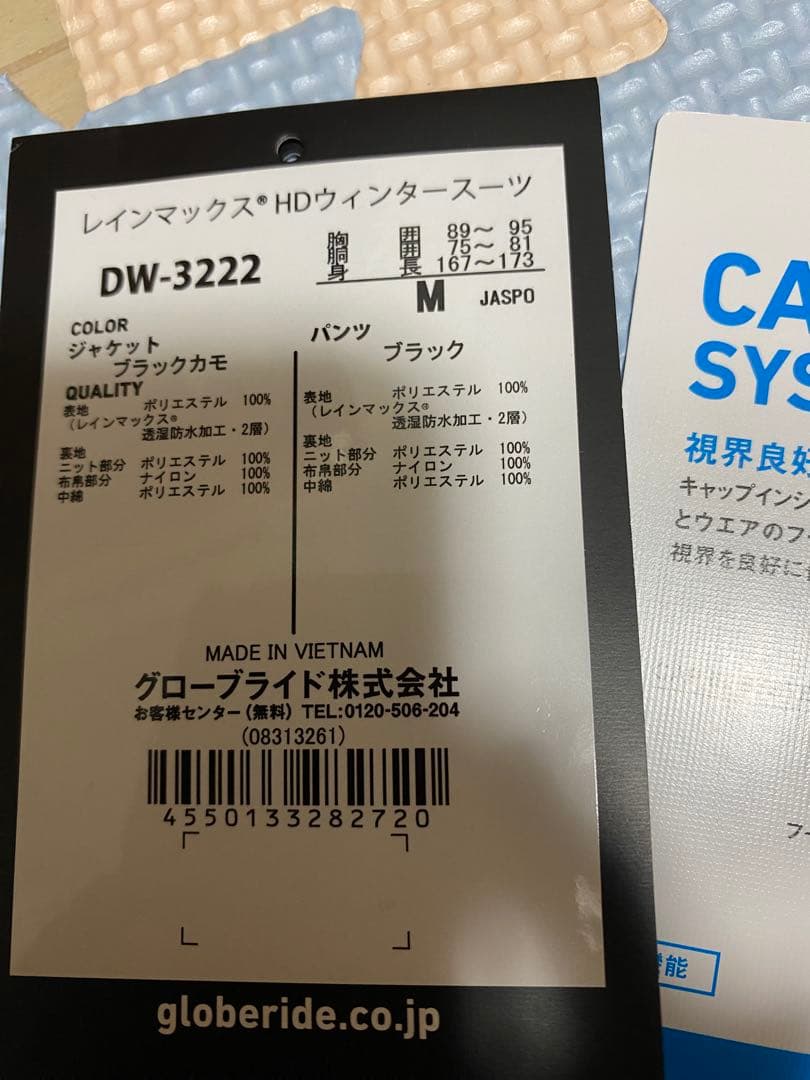 レインマックス® HDウィンタースーツ
DW-3222
胸 囲 89〜 95
胴 囲 75〜 81
身 長 167〜173
M JASPO
COLOR
ジャケット
ブラックカモ
パンツ
ブラック
QUALITY
表地 ポリエステル 100%
(レインマックス®
透湿防水加工・2層)
裏地
ニット部分 ポリエステル 100%
布帛部分 ナイロン 100%
中綿 ポリエステル 100%
表地 ポリエステル 100%
(レインマックス®
透湿防水加工・2層)
裏地
ニット部分 ポリエステル 100%
布帛部分 ナイロン 100%
中綿 ポリエステル 100%
MADE IN VIETNAM
グローブライド株式会社
お客様センター(無料) TEL:0120-506-204
(08313261)
4550133282720
globeride.co.jp
CA
SYS
視界良好
キャップインシ
とウエアのフー
視界を良好に
フー
能